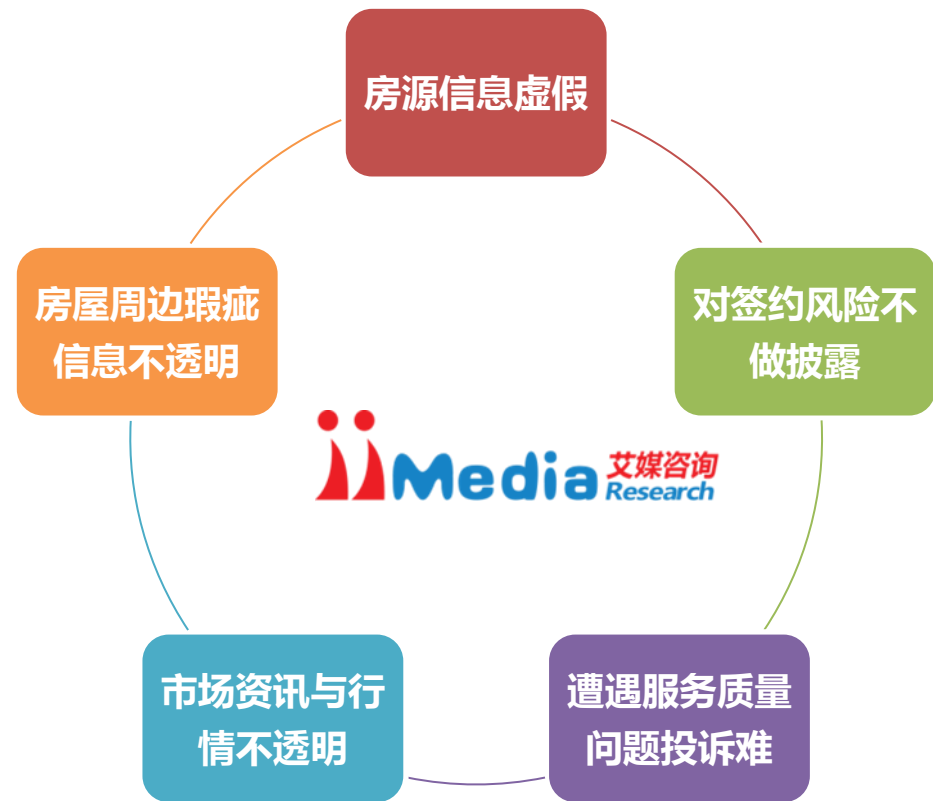 房源信息虚假
房屋周边瑕疵
信息不透明
对签约风险不
做披露
iiMedia 艾媒咨询
Research
市场资讯与行
情不透明
遭遇服务质量
问题投诉难